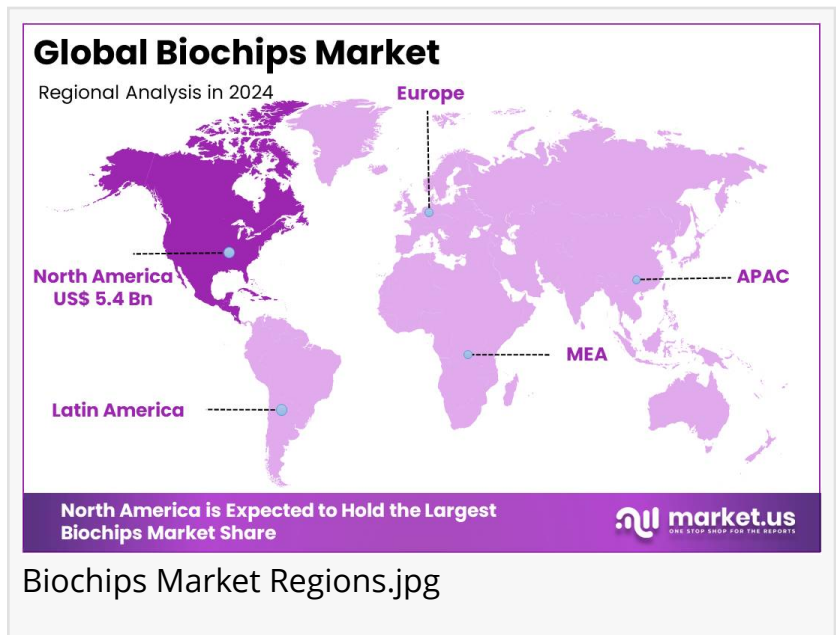 Global Biochips Market
Regional Analysis in 2024
Europe
North America
US$ 5.4 Bn
APAC
MEA
Latin America
North America is Expected to Hold the Largest
Biochips Market Share
market.us
ONE STOP SHOP FOR THE REPORTS
Biochips Market Regions.jpg